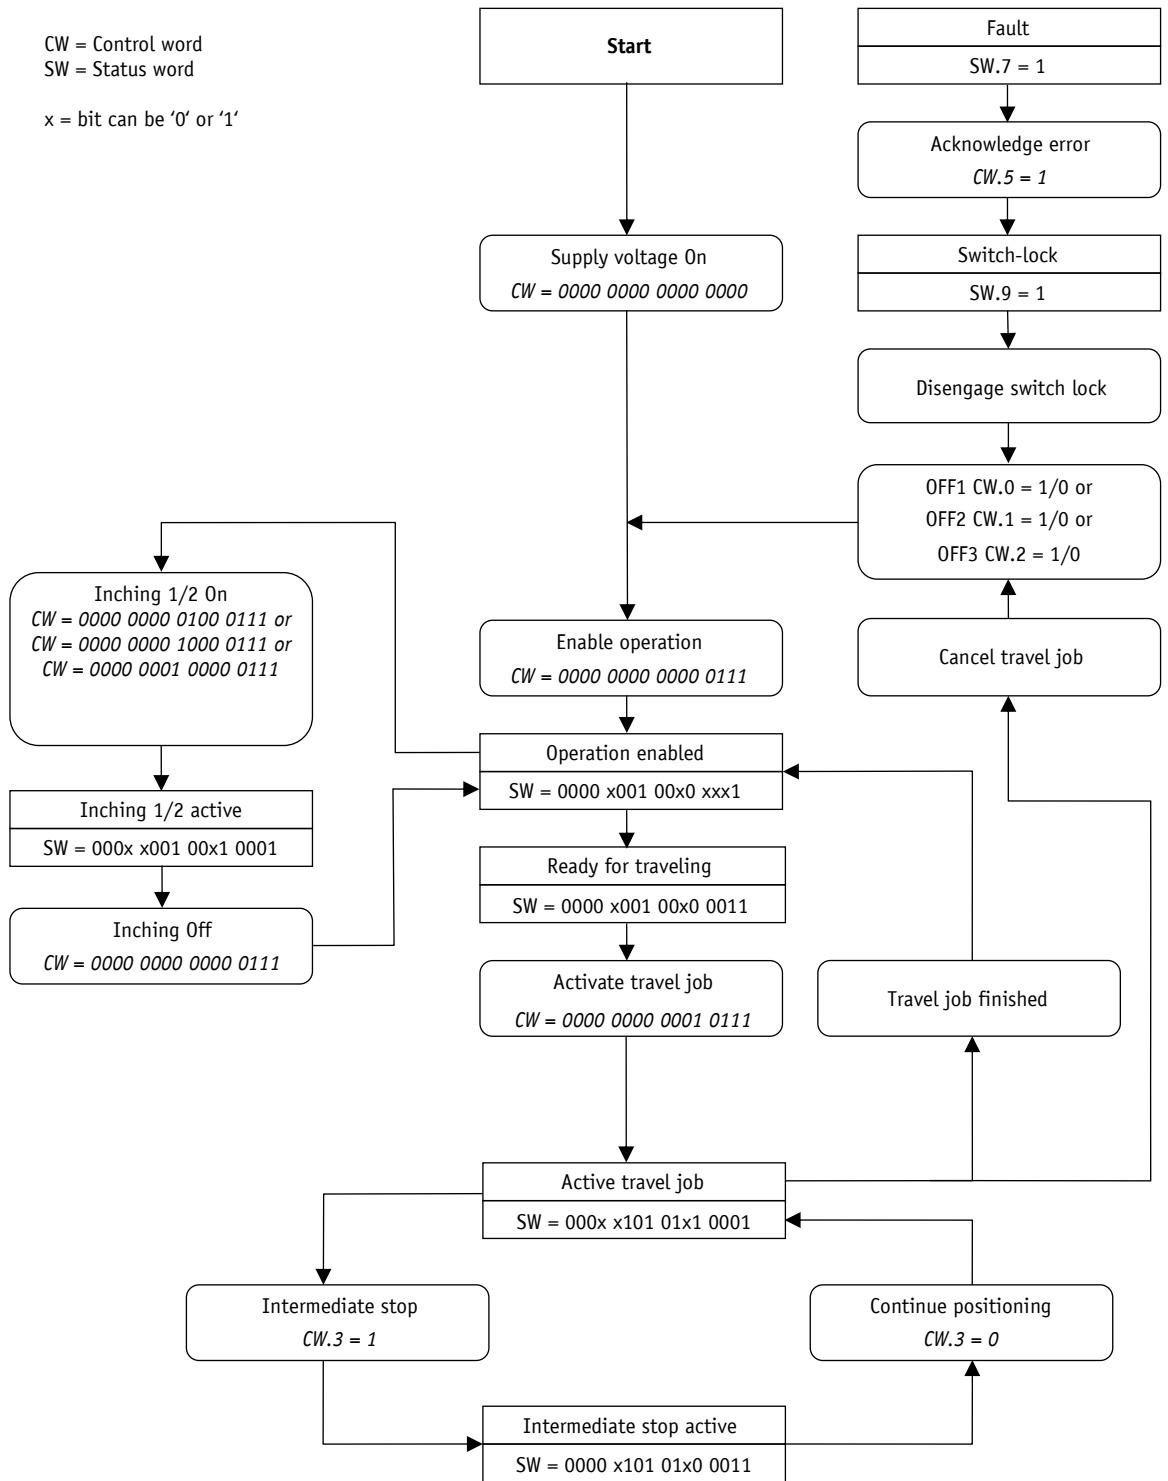 CW = Control word
SW = Status word
x = bit can be ‘0‘ or ‘1‘
Start
Fault
SW.7 = 1
Acknowledge error
CW.5 = 1
Supply voltage On
CW = 0000 0000 0000 0000
Switch-lock
SW.9 = 1
Disengage switch lock
OFF1 CW.0 = 1/0 or
OFF2 CW.1 = 1/0 or
OFF3 CW.2 = 1/0
Inching 1/2 On
CW = 0000 0000 0100 0111 or
CW = 0000 0000 1000 0111 or
CW = 0000 0001 0000 0111
Enable operation
CW = 0000 0000 0000 0111
Cancel travel job
Operation enabled
SW = 0000 x001 00x0 xxx1
Inching 1/2 active
SW = 000x x001 00x1 0001
Ready for traveling
SW = 0000 x001 00x0 0011
Inching Off
CW = 0000 0000 0000 0111
Activate travel job
CW = 0000 0000 0001 0111
Travel job finished
Active travel job
SW = 000x x101 01x1 0001
Intermediate stop
CW.3 = 1
Continue positioning
CW.3 = 0
Intermediate stop active
SW = 0000 x101 01x0 0011